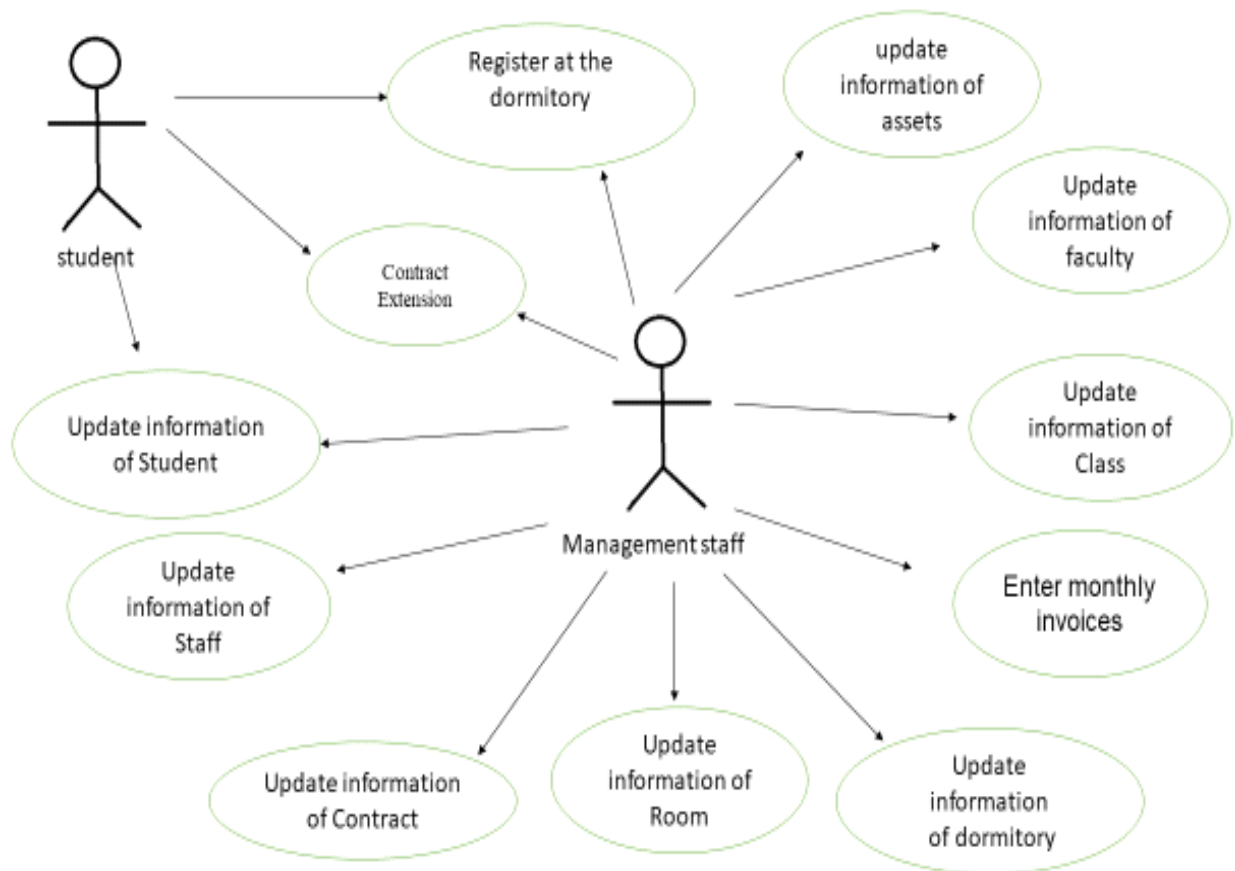 Register at the
dormitory
update
information of
assets
Update
information of
faculty
student
Contract
Extension
Update information
of Student
Update
information of
Class
Management staff
Update
information of
Staff
Enter monthly
invoices
Update information
of Contract
Update
information of
Room
Update
information
of dormitory